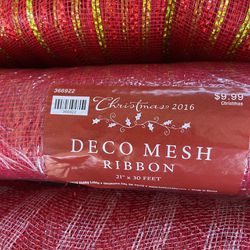 366922
Christmas 2016
$9.99
Christmas
DECO MESH
RIBBON
21" x 30 FEET